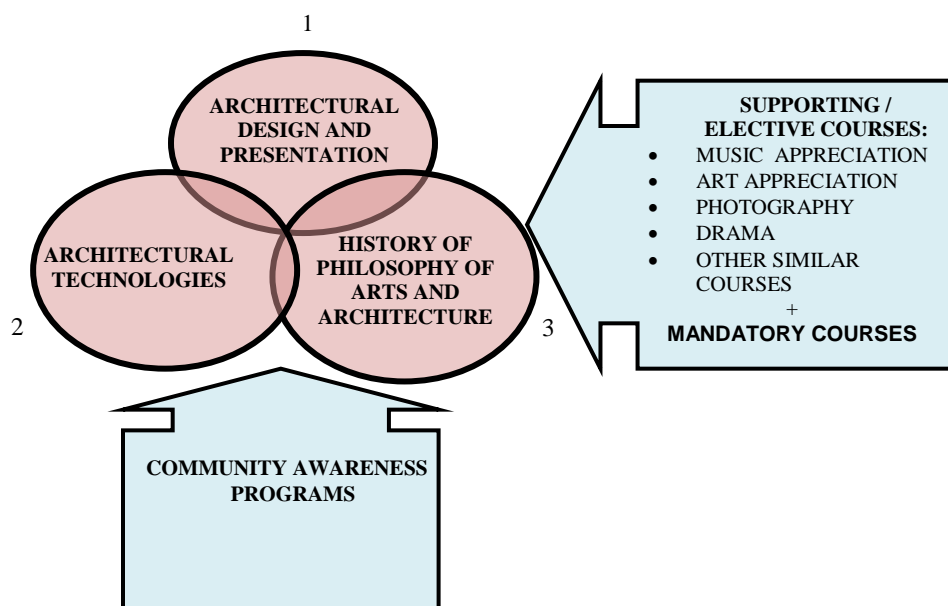 1
ARCHITECTURAL
DESIGN AND
PRESENTATION
ARCHITECTURAL
TECHNOLOGIES
2
HISTORY OF
PHILOSOPHY OF
ARTS AND
ARCHITECTURE
3
SUPPORTING /
ELECTIVE COURSES:
• MUSIC APPRECIATION
• ART APPRECIATION
• PHOTOGRAPHY
• DRAMA
• OTHER SIMILAR
COURSES
+
MANDATORY COURSES
COMMUNITY AWARENESS
PROGRAMS